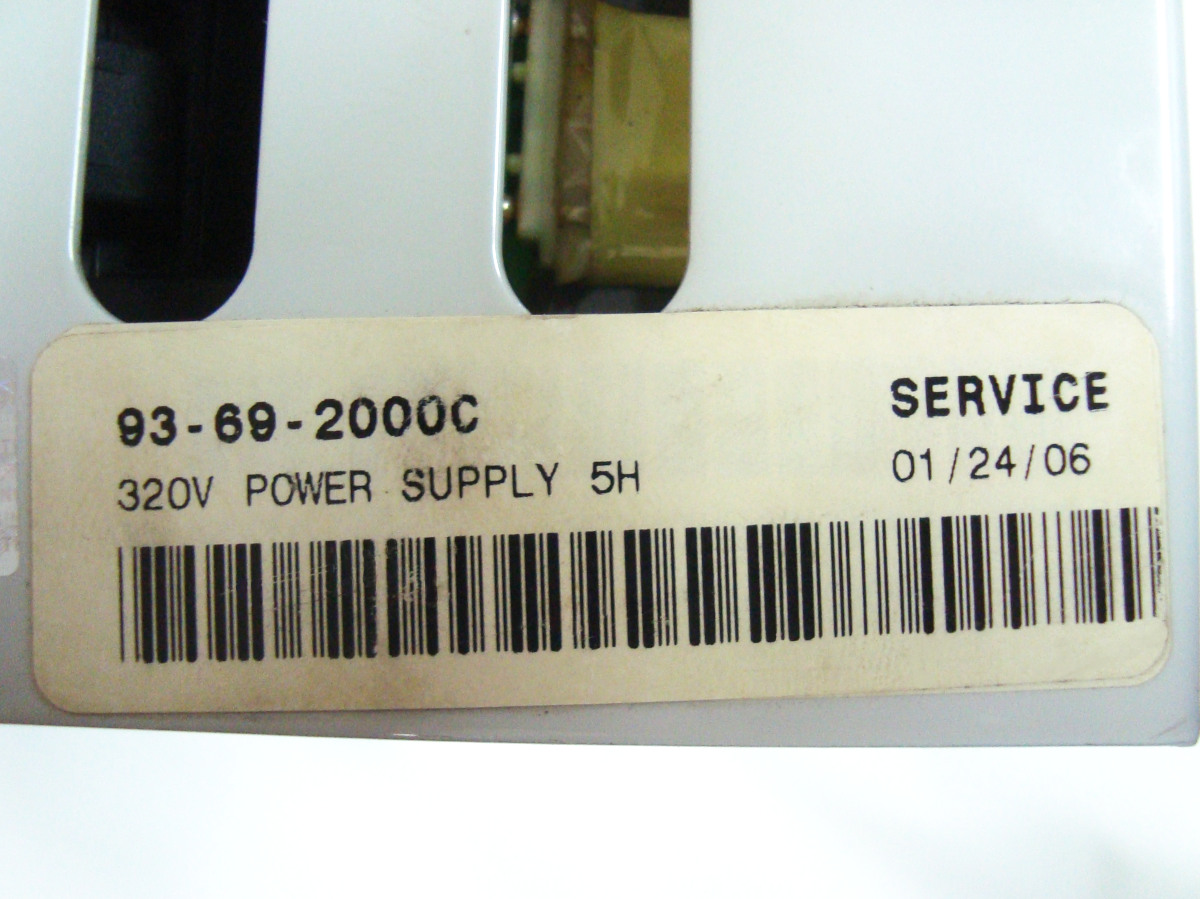 93-69-2000C SERVICE
320V POWER SUPPLY 5H 01/24/06